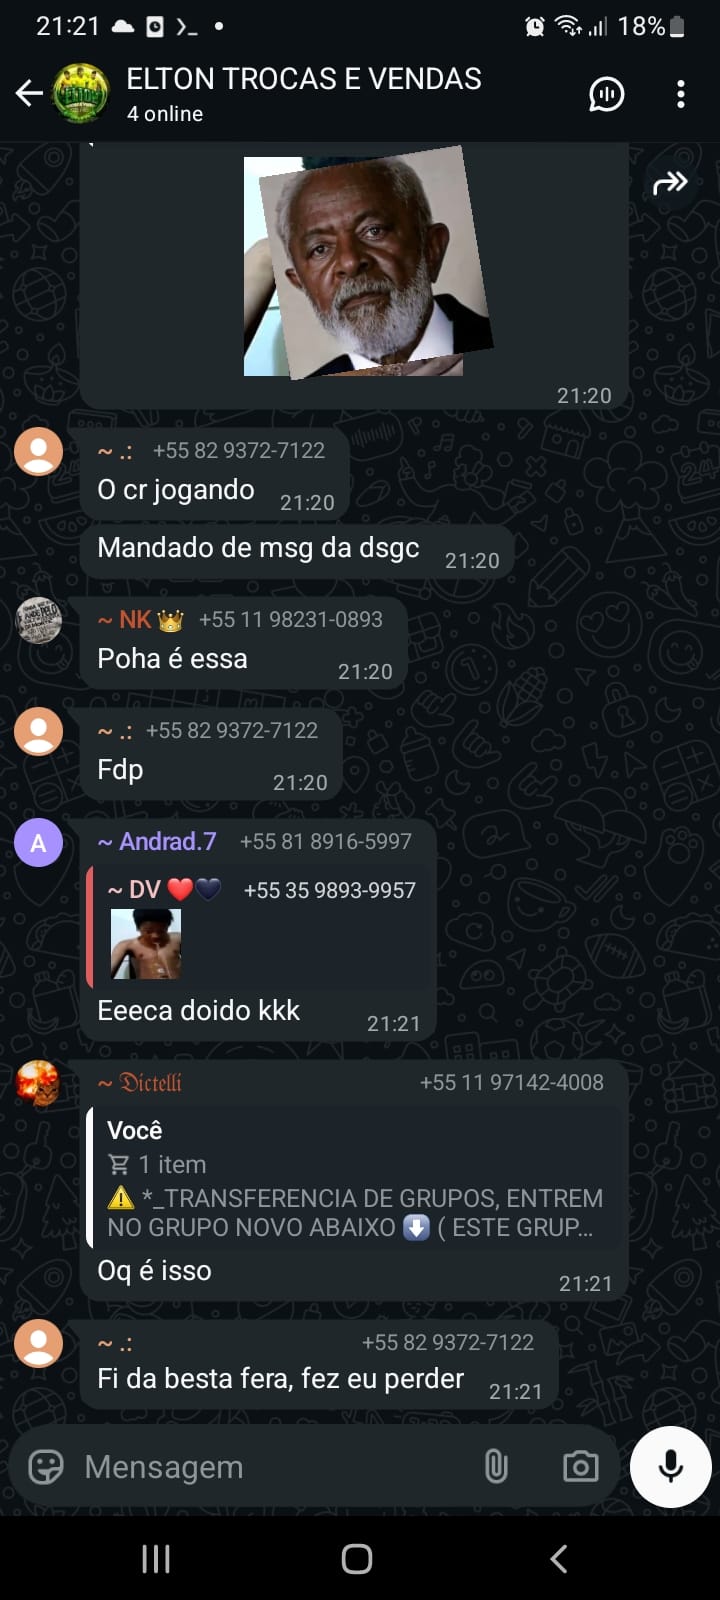 21:21
18%
ELTON TROCAS E VENDAS
4 online
21:20
~ .: +55 82 9372-7122
O cr jogando 21:20
Mandado de msg da dsgc 21:20
~ NK👑 +55 11 98231-0893
Poha é essa 21:20
~ .: +55 82 9372-7122
Fdp 21:20
A
~ Andrad.7 +55 81 8916-5997
~ DV ❤️🖤 +55 35 9893-9957
Eeeca doido kkk 21:21
~ 𝔇𝔦𝔠𝔱𝔢𝔩𝔩𝔦 +55 11 97142-4008
Você
1 item
⚠️ *_TRANSFERENCIA DE GRUPOS, ENTREM
NO GRUPO NOVO ABAIXO ⬇️ ( ESTE GRUP...
Oq é isso 21:21
~ .: +55 82 9372-7122
Fi da besta fera, fez eu perder 21:21
Mensagem